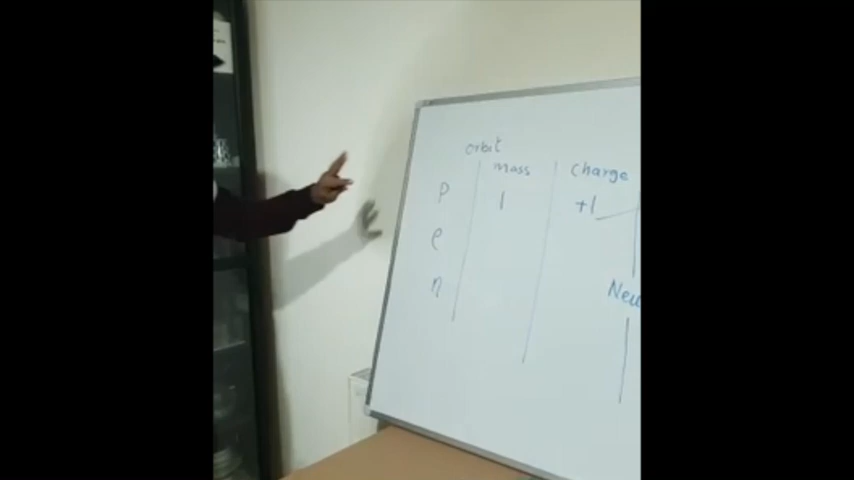 orbit
mass charge
P 1 +1
e
n
Neu